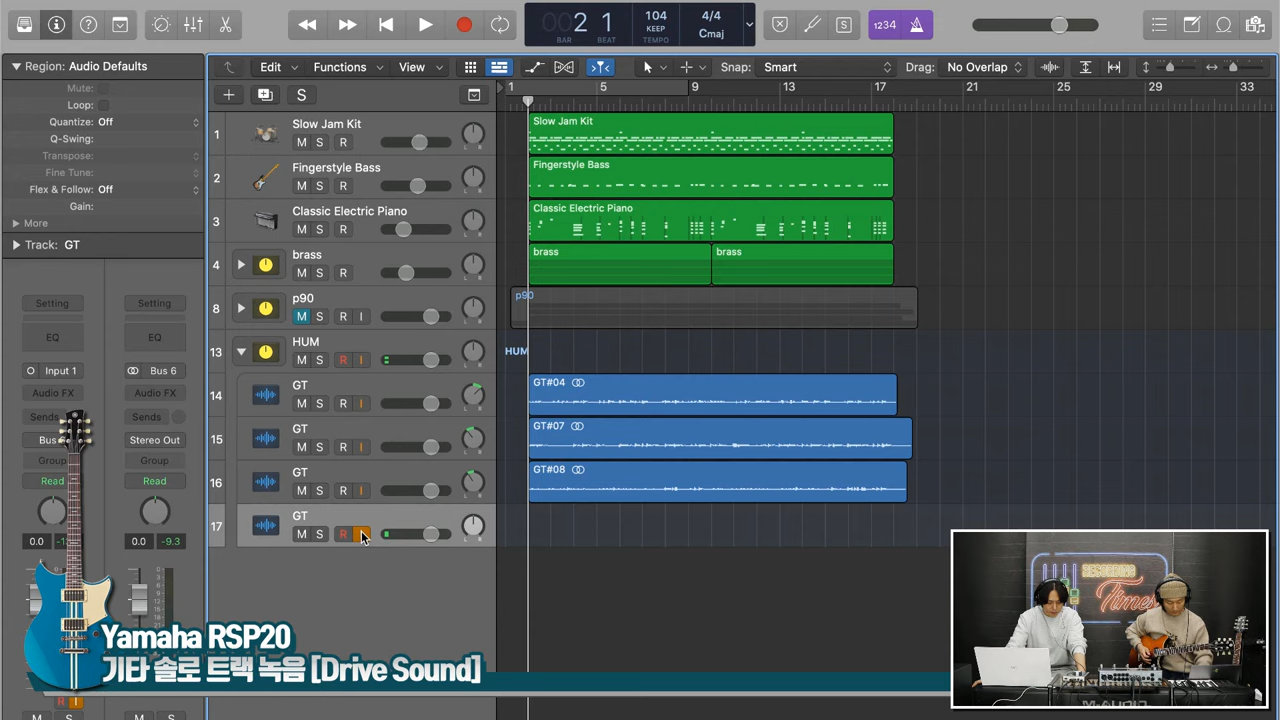 2 1
BAR BEAT
104
KEEP
TEMPO
4/4
Cmaj
1234
Region: Audio Defaults
Edit Functions View
Snap: Smart
Drag: No Overlap
Mute:
Loop:
Quantize: Off
Q-Swing:
Transpose:
Fine Tune:
Flex & Follow: Off
Gain:
More
Track: GT
S
1 5 9 13 17 21 25 29 33
1 Slow Jam Kit
M S R
Slow Jam Kit
2 Fingerstyle Bass
M S R
Fingerstyle Bass
3 Classic Electric Piano
M S R
Classic Electric Piano
4 brass
M S R
brass brass
8 p90
M S R I
p90
13 HUM
M S R I
HUM
14 GT
M S R I
GT#04
15 GT
M S R I
GT#07
16 GT
M S R I
GT#08
17 GT
M S R
Setting Setting
EQ EQ
Input 1 Bus 6
Audio FX Audio FX
Sends Sends
Bus Stereo Out
Group Group
Read Read
0.0 0.0 -9.3
R I
M S M
RECORDING
Times
M-AUDIO
Yamaha RSP20
기타 솔로 트랙 녹음 [Drive Sound]